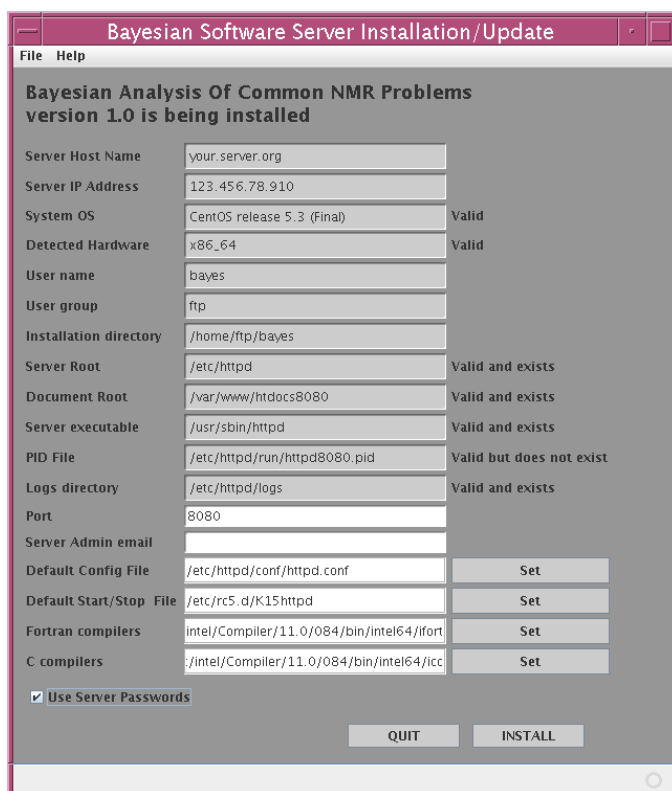 Bayesian Software Server Installation/Update
File Help
Bayesian Analysis Of Common NMR Problems
version 1.0 is being installed
Server Host Name your.server.org
Server IP Address 123.456.78.910
System OS CentOS release 5.3 (Final) Valid
Detected Hardware x86_64 Valid
User name bayes
User group ftp
Installation directory /home/ftp/bayes
Server Root /etc/httpd Valid and exists
Document Root /var/www/htdocs8080 Valid and exists
Server executable /usr/sbin/httpd Valid and exists
PID File /etc/httpd/run/httpd8080.pid Valid but does not exist
Logs directory /etc/httpd/logs Valid and exists
Port 8080
Server Admin email
Default Config File /etc/httpd/conf/httpd.conf Set
Default Start/Stop File /etc/rc5.d/K15httpd Set
Fortran compilers intel/Compiler/11.0/084/bin/intel64/ifort Set
C compilers :/intel/Compiler/11.0/084/bin/intel64/icc Set
Use Server Passwords
QUIT INSTALL